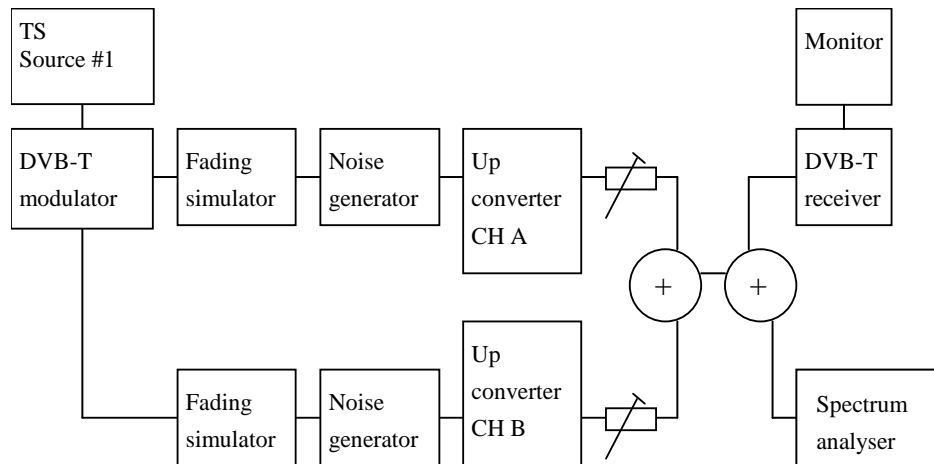 TS
Source #1
Monitor
DVB-T
modulator
Fading
simulator
Noise
generator
Up
converter
CH A
DVB-T
receiver
+
+
Fading
simulator
Noise
generator
Up
converter
CH B
Spectrum
analyser